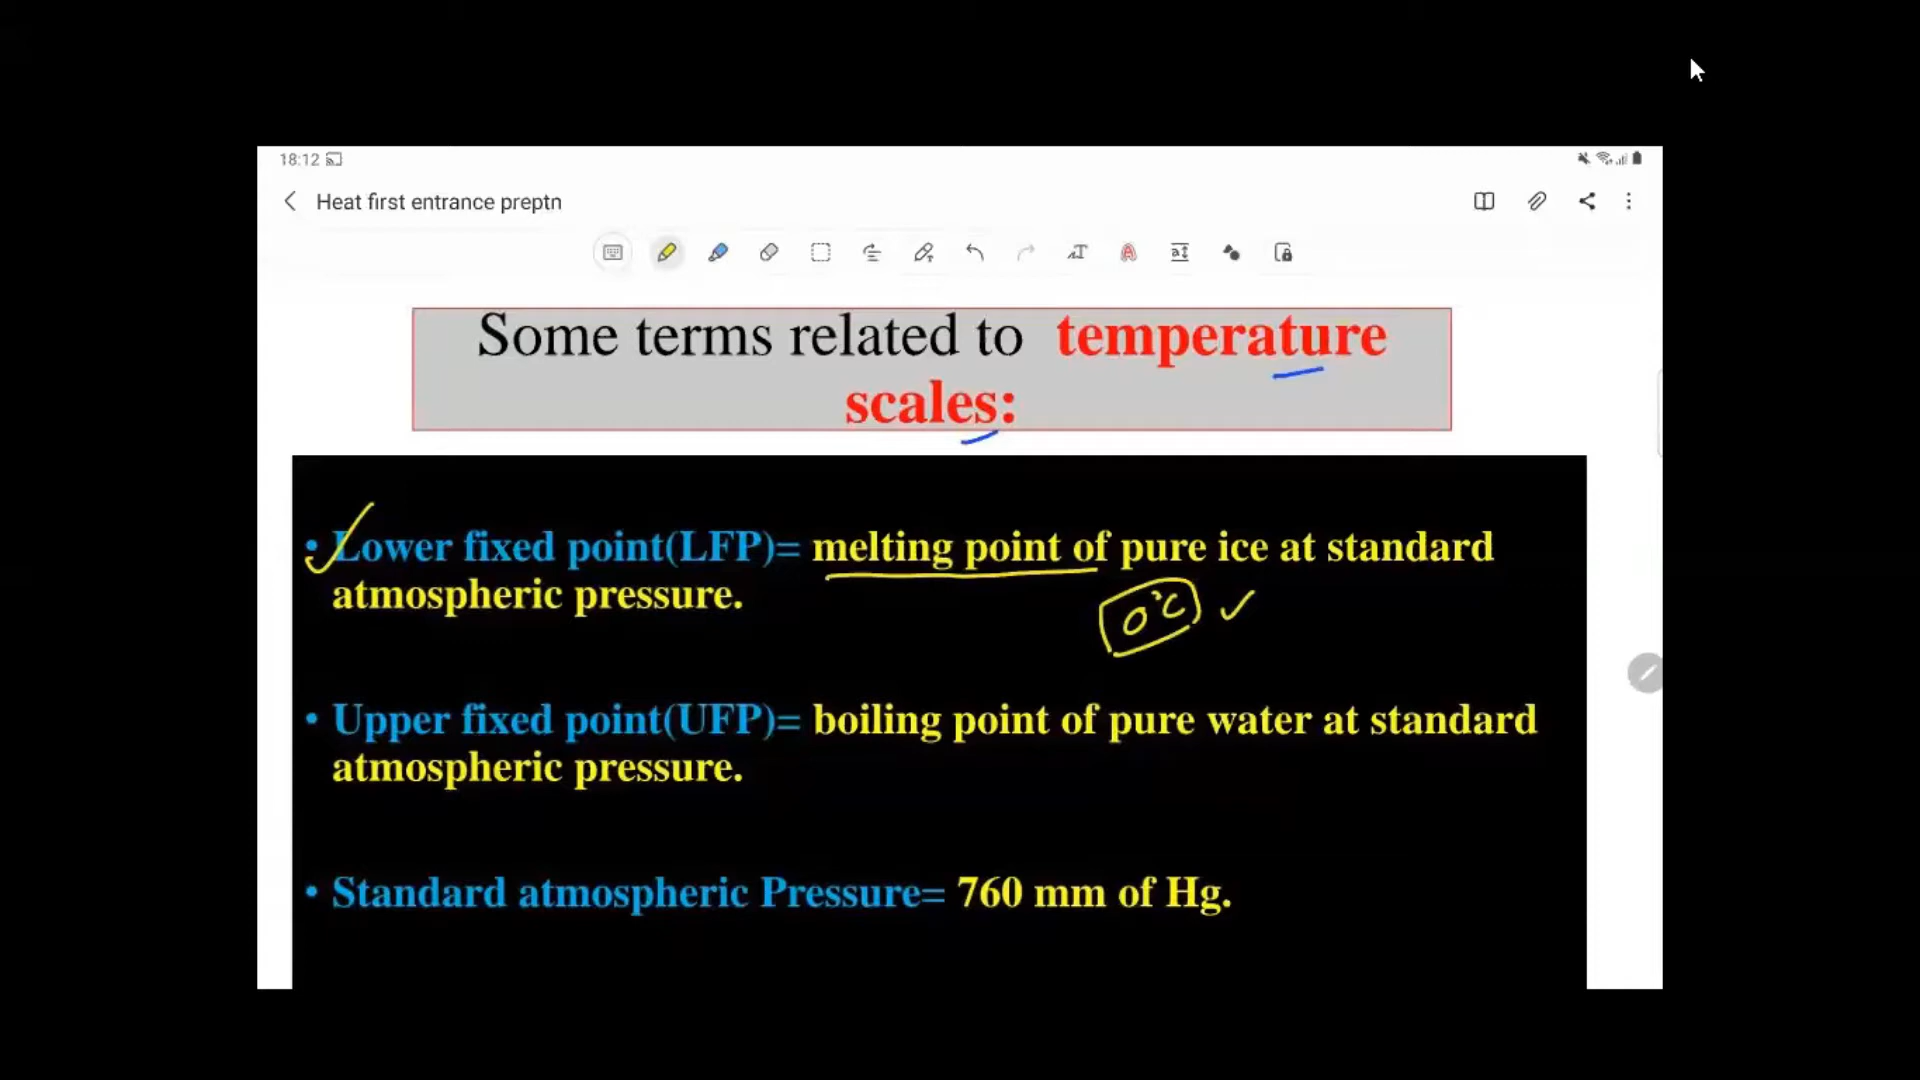 18:12
Heat first entrance preptn
Some terms related to temperature
scales:
• Lower fixed point(LFP)= melting point of pure ice at standard
atmospheric pressure.
0°C
• Upper fixed point(UFP)= boiling point of pure water at standard
atmospheric pressure.
• Standard atmospheric Pressure= 760 mm of Hg.